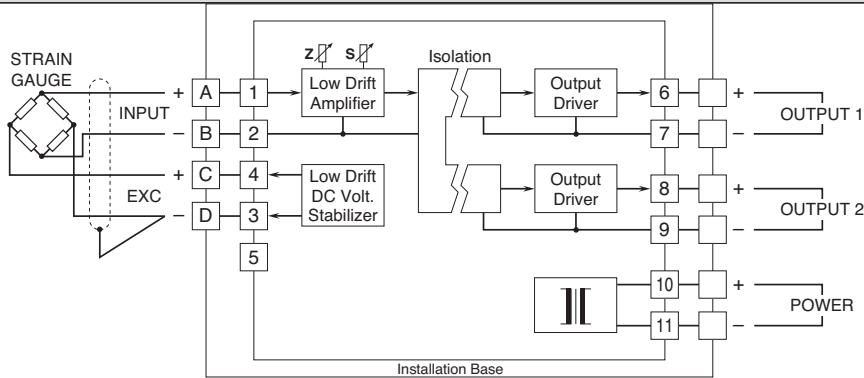 STRAIN
GAUGE
+ A 1
INPUT
− B 2
+ C 4
EXC
− D 3
5
Z S
Low Drift
Amplifier
Low Drift
DC Volt.
Stabilizer
Isolation
Output
Driver
Output
Driver
6 +
OUTPUT 1
7 −
8 +
OUTPUT 2
9 −
10 +
POWER
11 −
Installation Base